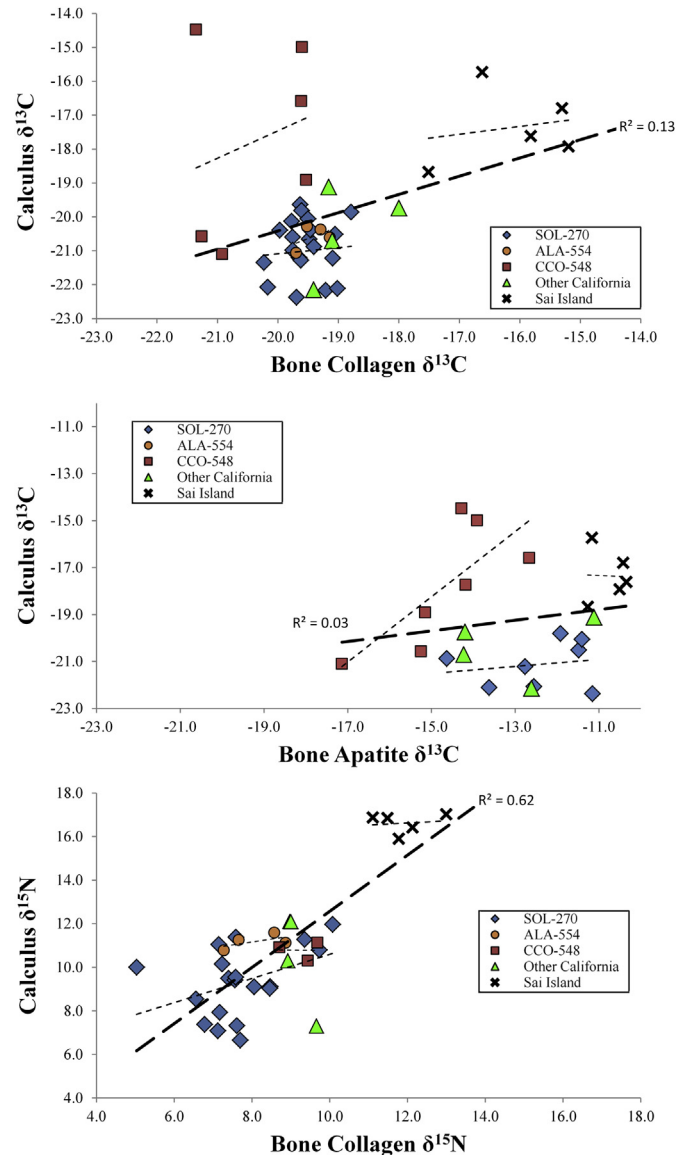 -14.0
-15.0
-16.0
-17.0
-18.0
-19.0
-20.0
-21.0
-22.0
-23.0
Calculus δ¹³C
R² = 0.13
SOL-270
ALA-554
CCO-548
Other California
Sai Island
-23.0 -22.0 -21.0 -20.0 -19.0 -18.0 -17.0 -16.0 -15.0 -14.0
Bone Collagen δ¹³C
-11.0
-13.0
-15.0
-17.0
-19.0
-21.0
-23.0
Calculus δ¹³C
SOL-270
ALA-554
CCO-548
Other California
Sai Island
R² = 0.03
-23.0 -21.0 -19.0 -17.0 -15.0 -13.0 -11.0
Bone Apatite δ¹³C
18.0
16.0
14.0
12.0
10.0
8.0
6.0
4.0
Calculus δ¹⁵N
R² = 0.62
SOL-270
ALA-554
CCO-548
Other California
Sai Island
4.0 6.0 8.0 10.0 12.0 14.0 16.0 18.0
Bone Collagen δ¹⁵N